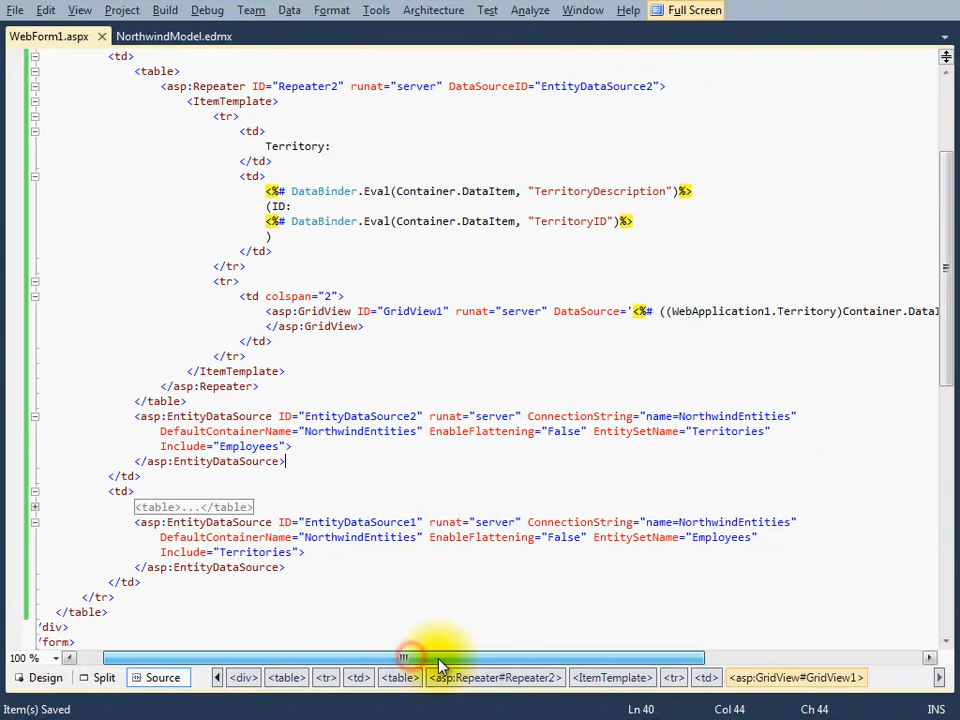 File Edit View Project Build Debug Team Data Format Tools Architecture Test Analyze Window Help Full Screen
WebForm1.aspx NorthwindModel.edmx
<td>
<table>
<asp:Repeater ID="Repeater2" runat="server" DataSourceID="EntityDataSource2">
<ItemTemplate>
<tr>
<td>
Territory:
</td>
<td>
<%# DataBinder.Eval(Container.DataItem, "TerritoryDescription")%>
(ID:
<%# DataBinder.Eval(Container.DataItem, "TerritoryID")%>
)
</td>
</tr>
<tr>
<td colspan="2">
<asp:GridView ID="GridView1" runat="server" DataSource='<%# ((WebApplication1.Territory)Container.DataI
</asp:GridView>
</td>
</tr>
</ItemTemplate>
</asp:Repeater>
</table>
<asp:EntityDataSource ID="EntityDataSource2" runat="server" ConnectionString="name=NorthwindEntities"
DefaultContainerName="NorthwindEntities" EnableFlattening="False" EntitySetName="Territories"
Include="Employees">
</asp:EntityDataSource>
</td>
<td>
<table>...</table>
<asp:EntityDataSource ID="EntityDataSource1" runat="server" ConnectionString="name=NorthwindEntities"
DefaultContainerName="NorthwindEntities" EnableFlattening="False" EntitySetName="Employees"
Include="Territories">
</asp:EntityDataSource>
</td>
</tr>
</table>
/div>
/form>
100 %
Design Split Source <div> <table> <tr> <td> <table> <asp:Repeater#Repeater2> <ItemTemplate> <tr> <td> <asp:GridView#GridView1>
Item(s) Saved Ln 40 Col 44 Ch 44 INS